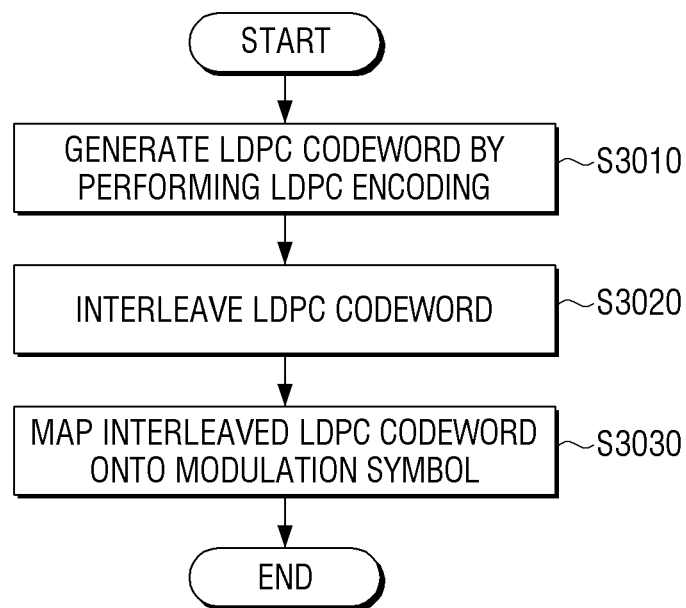 START
GENERATE LDPC CODEWORD BY
PERFORMING LDPC ENCODING
S3010
INTERLEAVE LDPC CODEWORD
S3020
MAP INTERLEAVED LDPC CODEWORD
ONTO MODULATION SYMBOL
S3030
END